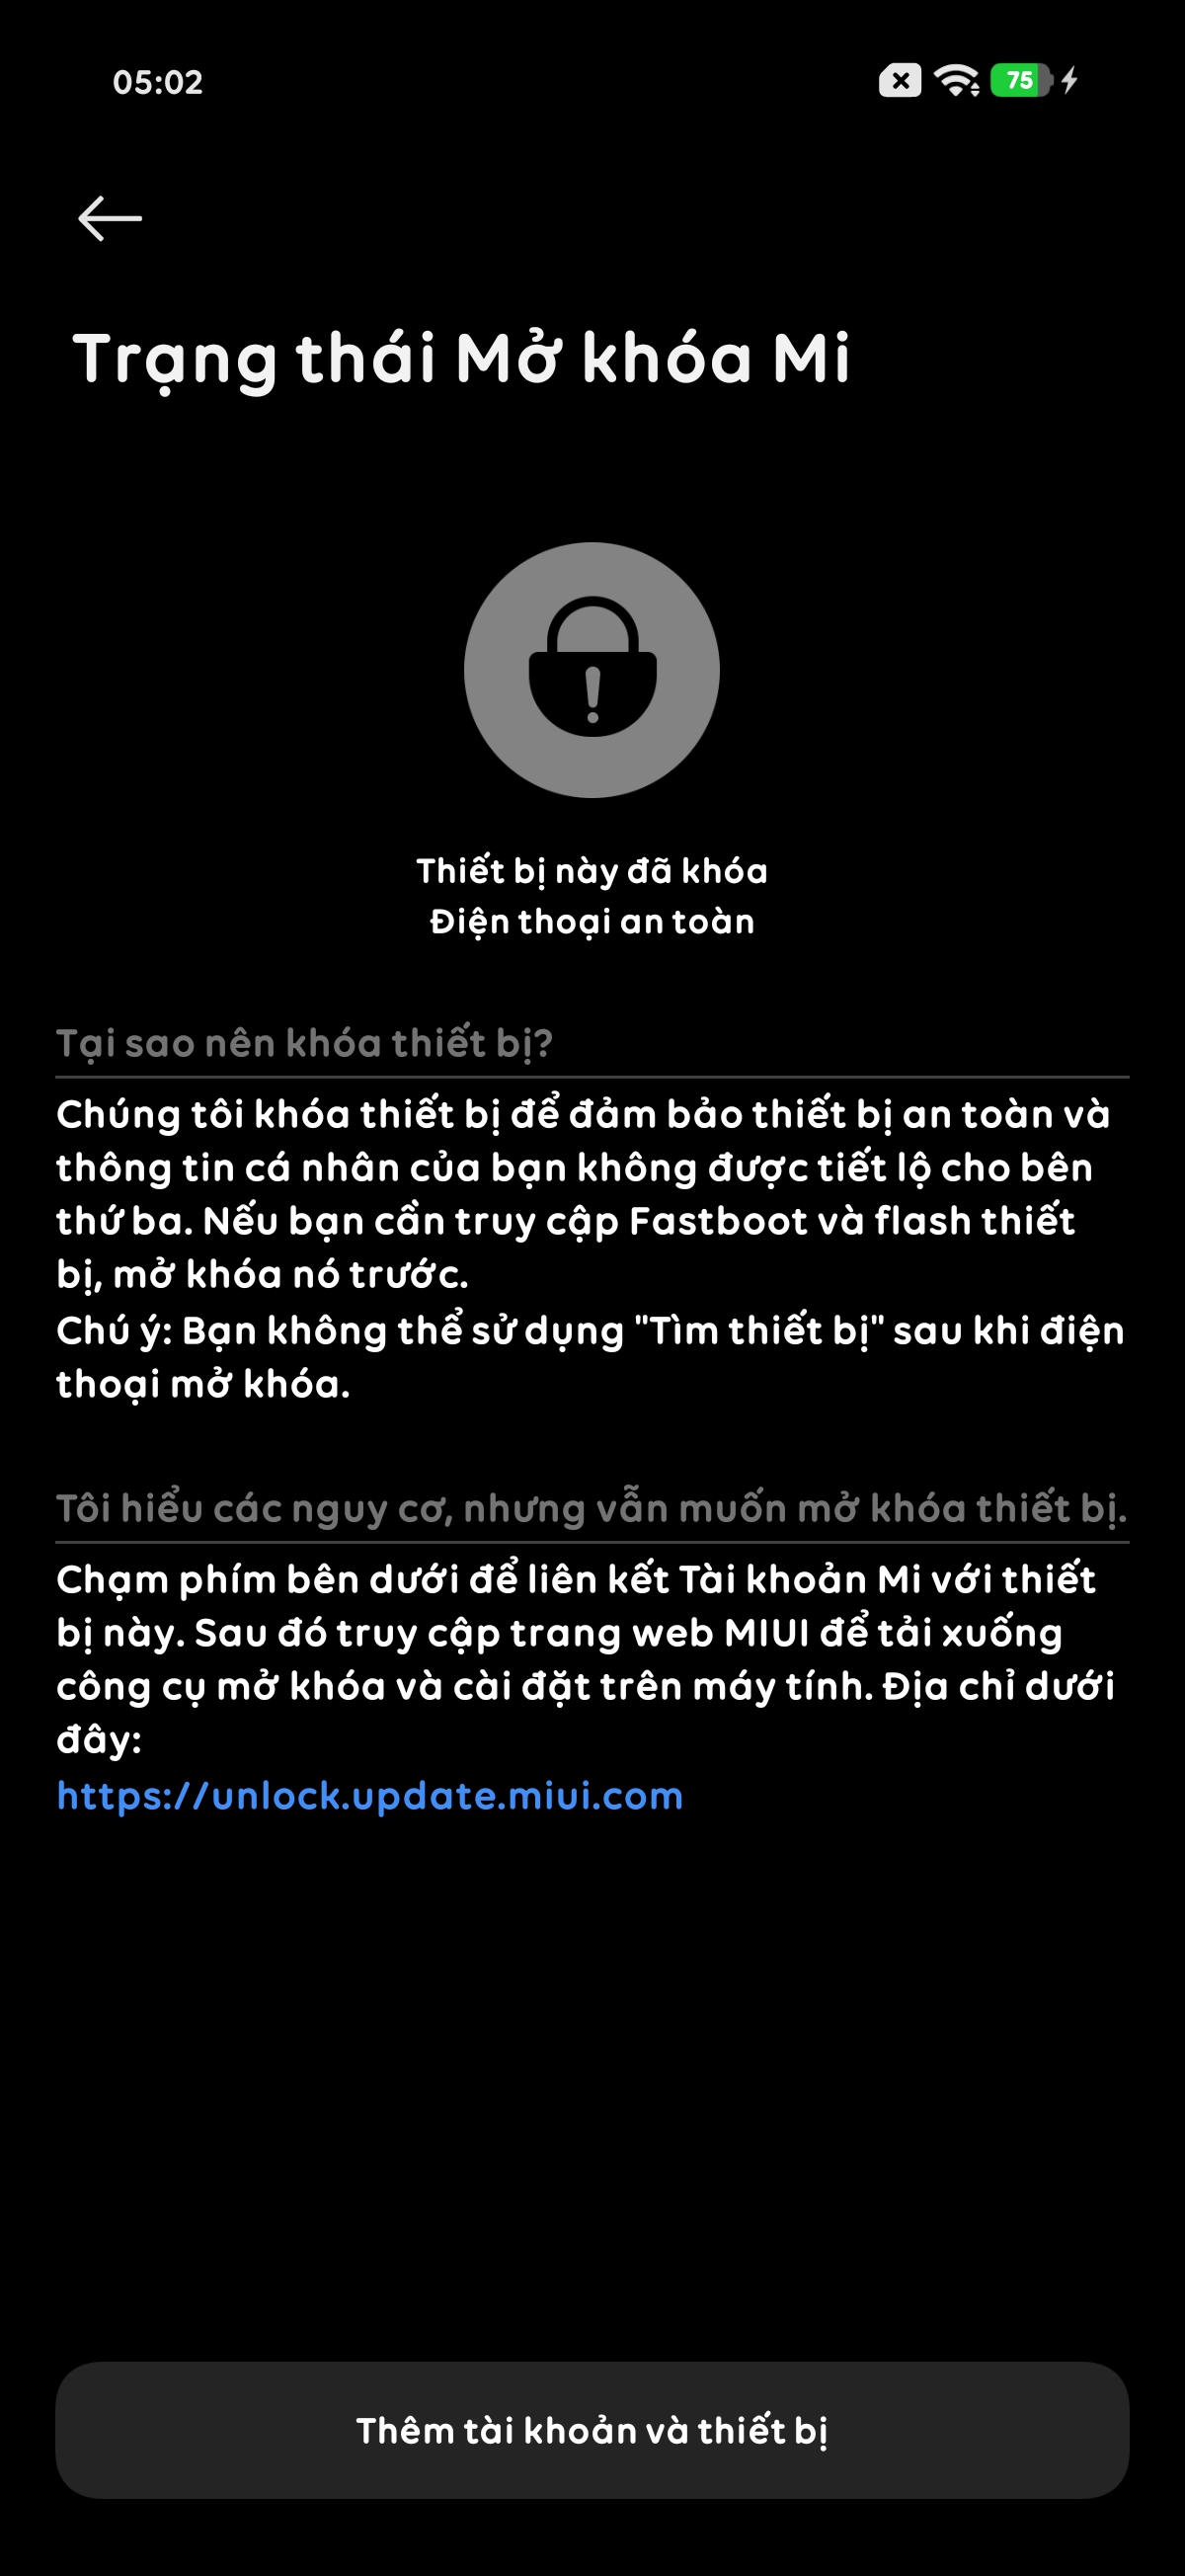 05:02
75
Trạng thái Mở khóa Mi
Thiết bị này đã khóa
Điện thoại an toàn
Tại sao nên khóa thiết bị?
Chúng tôi khóa thiết bị để đảm bảo thiết bị an toàn và
thông tin cá nhân của bạn không được tiết lộ cho bên
thứ ba. Nếu bạn cần truy cập Fastboot và flash thiết
bị, mở khóa nó trước.
Chú ý: Bạn không thể sử dụng "Tìm thiết bị" sau khi điện
thoại mở khóa.
Tôi hiểu các nguy cơ, nhưng vẫn muốn mở khóa thiết bị.
Chạm phím bên dưới để liên kết Tài khoản Mi với thiết
bị này. Sau đó truy cập trang web MIUI để tải xuống
công cụ mở khóa và cài đặt trên máy tính. Địa chỉ dưới
đây:
https://unlock.update.miui.com
Thêm tài khoản và thiết bị